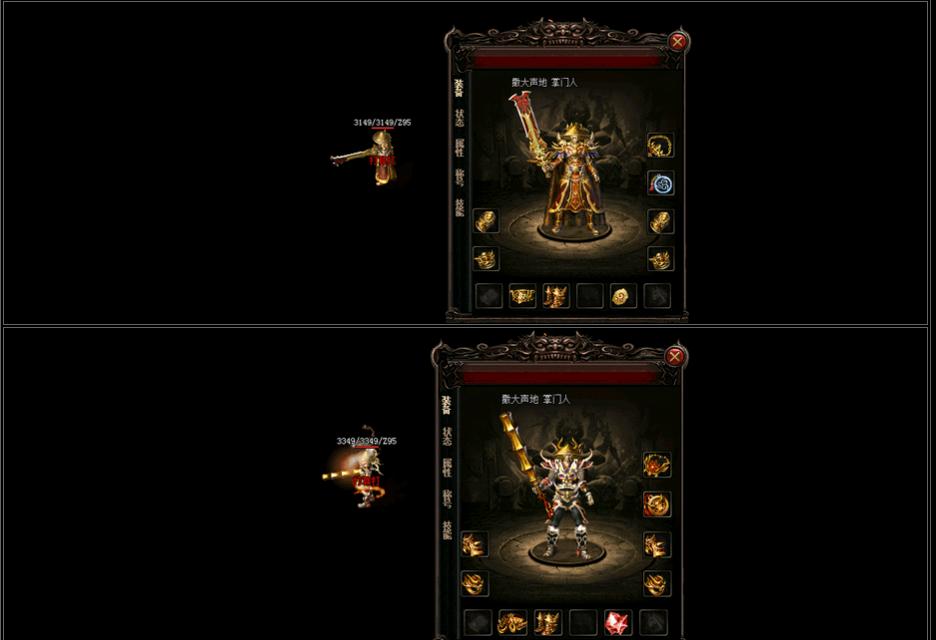 撒大声地 掌门人
3149/3149/Z95
装备
状态
属性
称号
技能
撒大声地 掌门人
3349/3349/Z95
装备
状态
属性
称号
技能